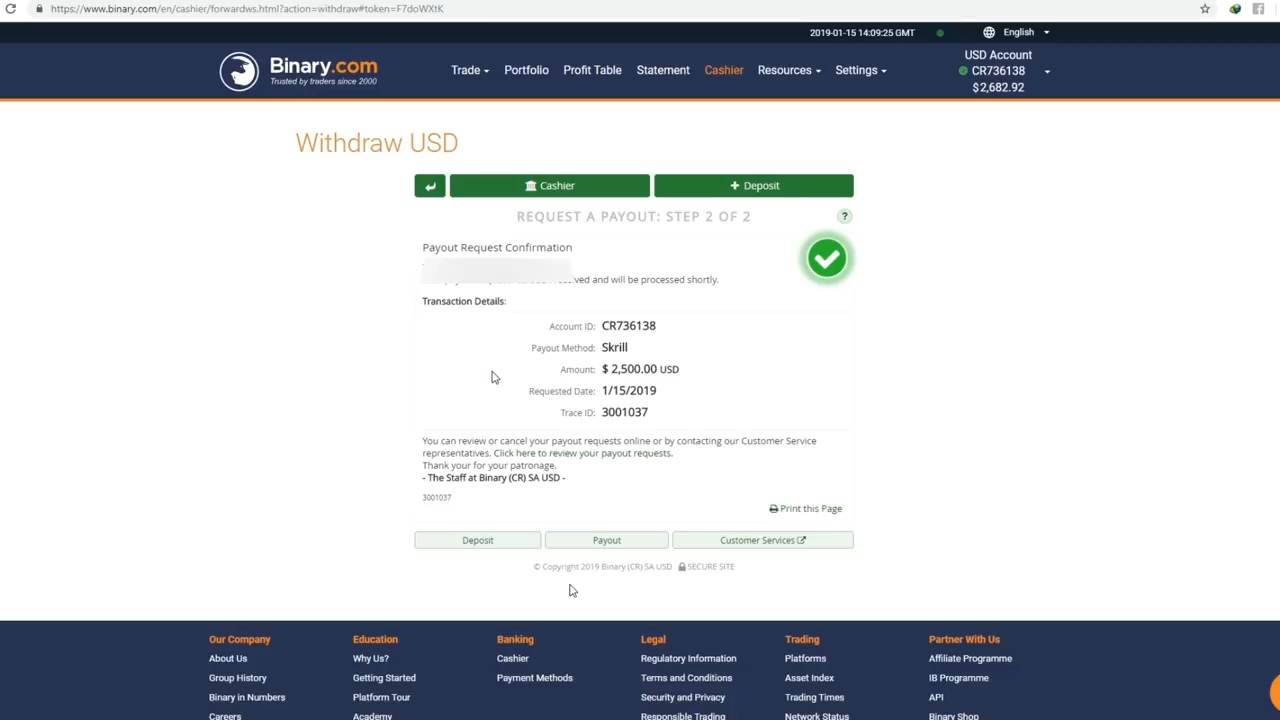 https://www.binary.com/en/cashier/forwardws.html?action=withdraw#token=F7doWXtK
2019-01-15 14:09:25 GMT English
Binary.com
Trusted by traders since 2000
Trade Portfolio Profit Table Statement Cashier Resources Settings
USD Account
CR736138
$2,682.92
Withdraw USD
Cashier Deposit
REQUEST A PAYOUT: STEP 2 OF 2 ?
Payout Request Confirmation
and will be processed shortly.
Transaction Details:
Account ID: CR736138
Payout Method: Skrill
Amount: $ 2,500.00 USD
Requested Date: 1/15/2019
Trace ID: 3001037
You can review or cancel your payout requests online or by contacting our Customer Service
representatives. Click here to review your payout requests.
Thank your for your patronage.
- The Staff at Binary (CR) SA USD -
3001037
Print this Page
Deposit Payout Customer Services
© Copyright 2019 Binary (CR) SA USD SECURE SITE
Our Company Education Banking Legal Trading Partner With Us
About Us Why Us? Cashier Regulatory Information Platforms Affiliate Programme
Group History Getting Started Payment Methods Terms and Conditions Asset Index IB Programme
Binary in Numbers Platform Tour Security and Privacy Trading Times API
Careers Academy Responsible Trading Network Status Binary Shop